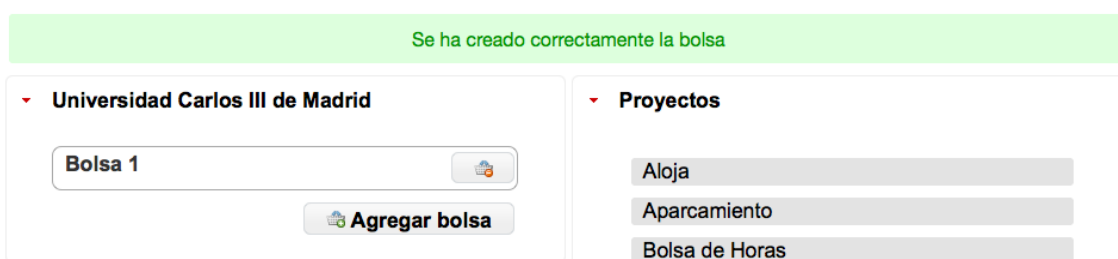 Se ha creado correctamente la bolsa
Universidad Carlos III de Madrid
Bolsa 1
Agregar bolsa
Proyectos
Aloja
Aparcamiento
Bolsa de Horas